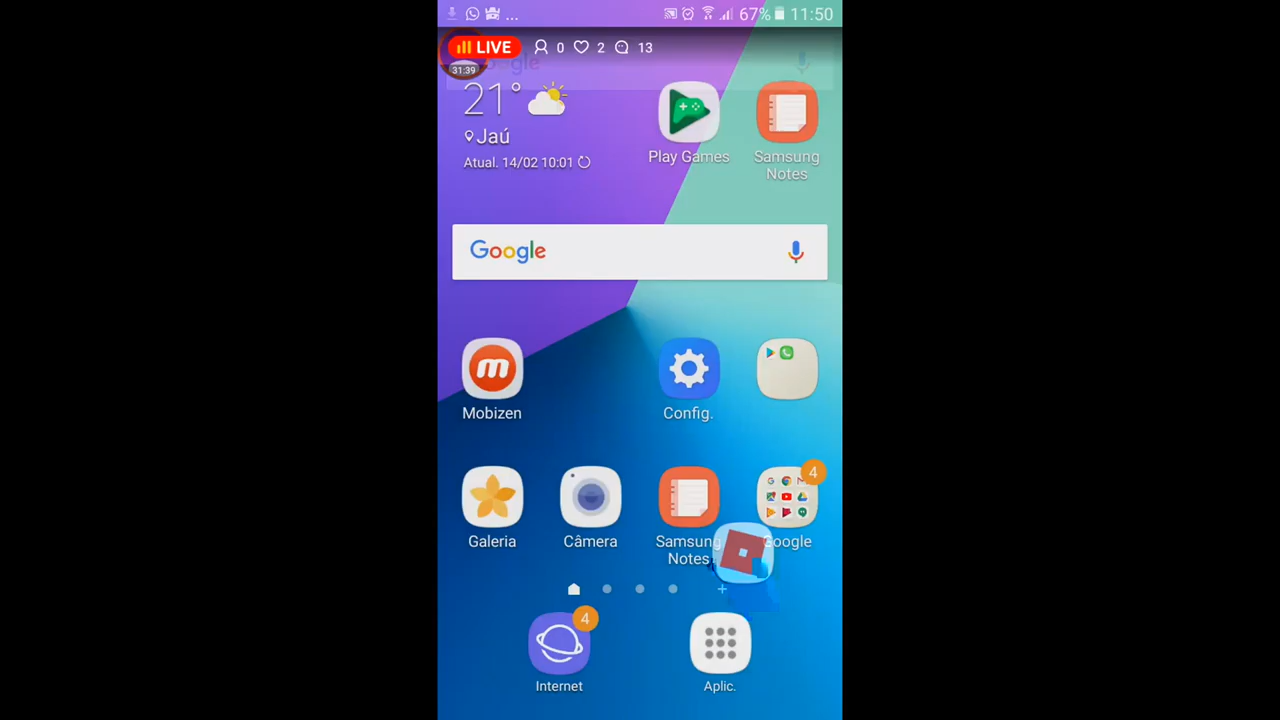 ... 67% 11:50
LIVE 0 2 13
31:39
Google
21°
Jaú
Atual. 14/02 10:01
Play Games
Samsung
Notes
Google
Mobizen
Config.
Galeria
Câmera
Samsung
Notes
4
Google
4
Internet
Aplic.